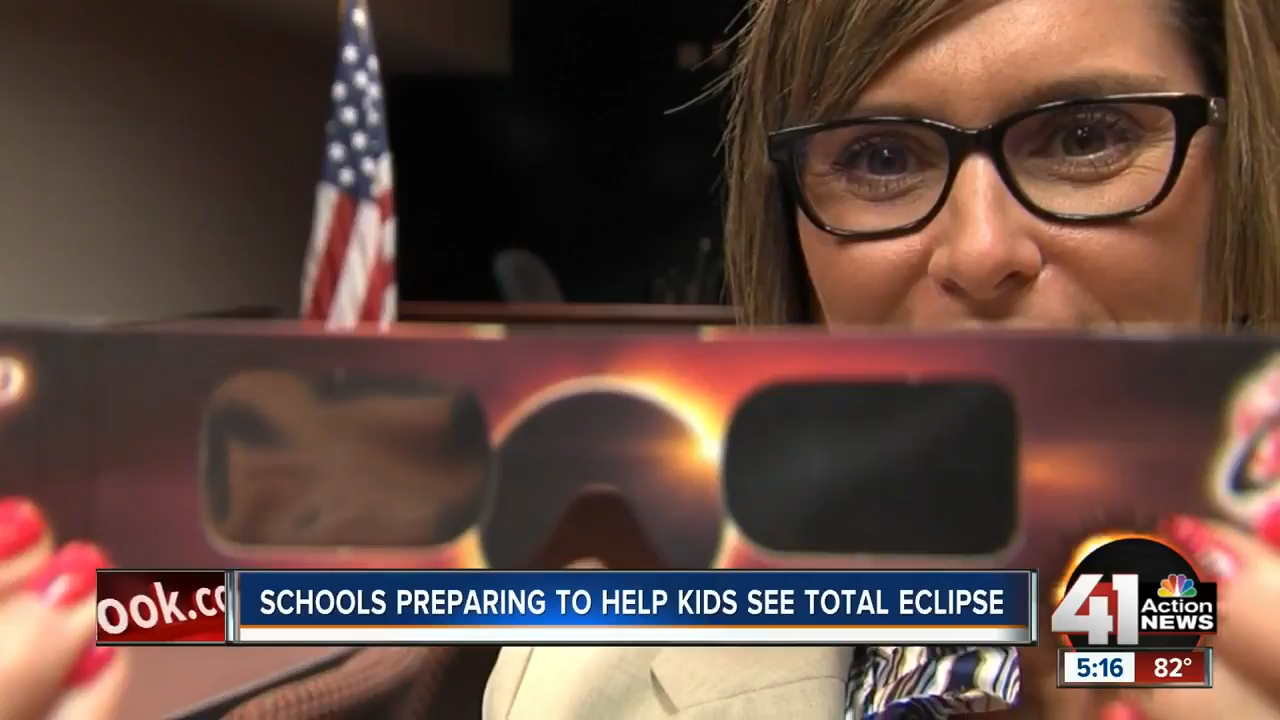 ook.co
SCHOOLS PREPARING TO HELP KIDS SEE TOTAL ECLIPSE
41 Action
NEWS
5:16 82°